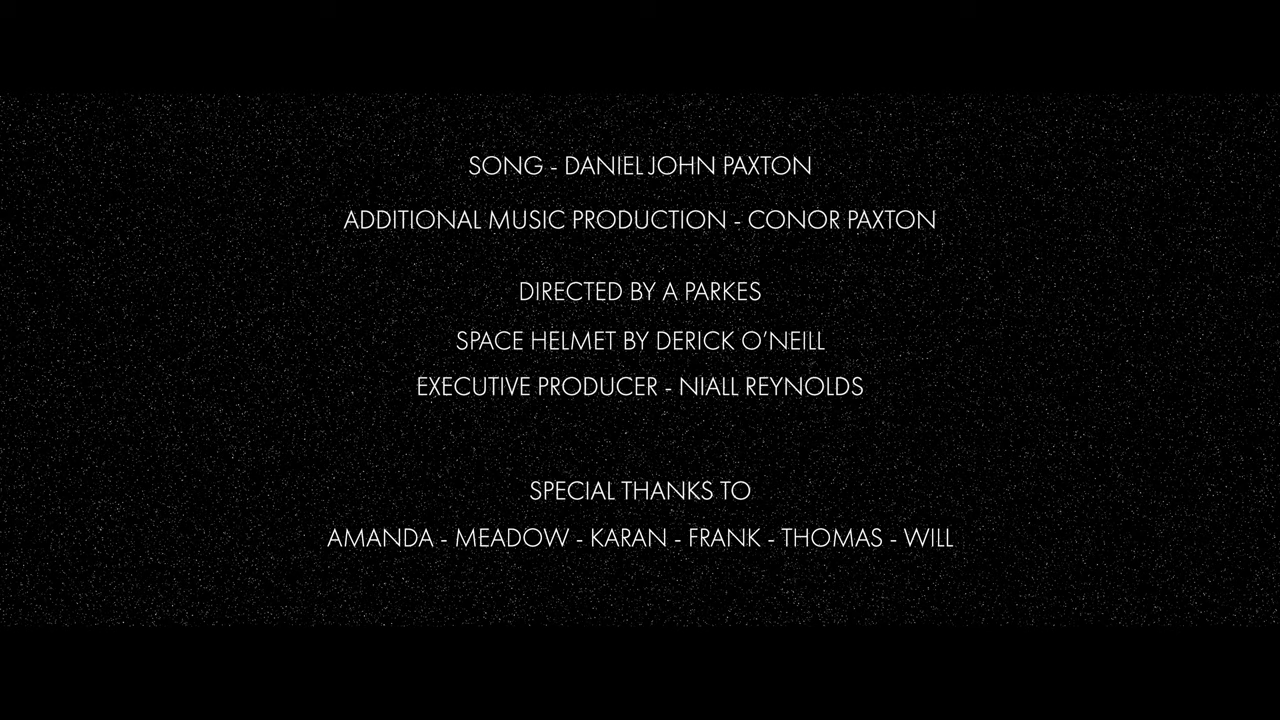 SONG - DANIEL JOHN PAXTON
ADDITIONAL MUSIC PRODUCTION - CONOR PAXTON
DIRECTED BY A PARKES
SPACE HELMET BY DERICK O'NEILL
EXECUTIVE PRODUCER - NIALL REYNOLDS
SPECIAL THANKS TO
AMANDA - MEADOW - KARAN - FRANK - THOMAS - WILL